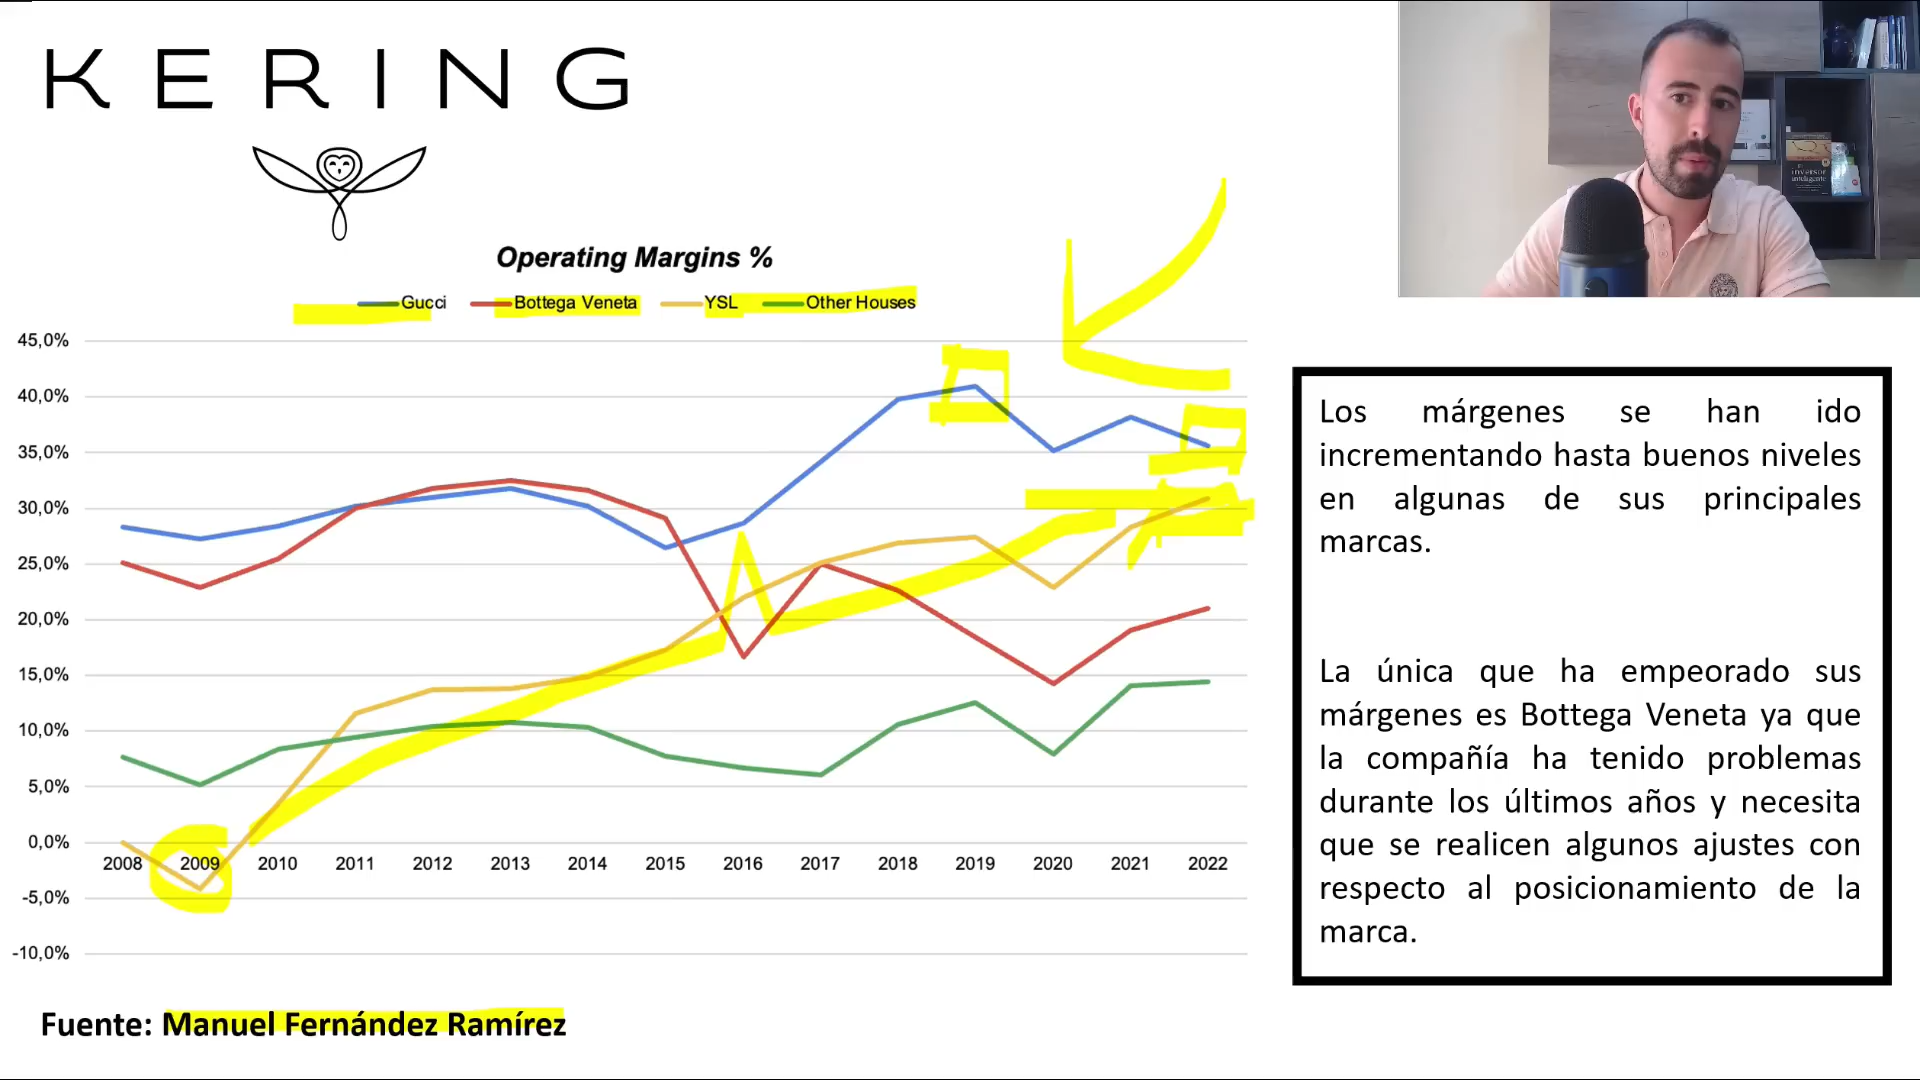 KERING
Operating Margins %
Gucci Bottega Veneta YSL Other Houses
45,0%
40,0%
35,0%
30,0%
25,0%
20,0%
15,0%
10,0%
5,0%
0,0%
-5,0%
-10,0%
2008 2009 2010 2011 2012 2013 2014 2015 2016 2017 2018 2019 2020 2021 2022
Los márgenes se han ido
incrementando hasta buenos niveles
en algunas de sus principales
marcas.
La única que ha empeorado sus
márgenes es Bottega Veneta ya que
la compañía ha tenido problemas
durante los últimos años y necesita
que se realicen algunos ajustes con
respecto al posicionamiento de la
marca.
Fuente: Manuel Fernández Ramírez
inversor
inteligente